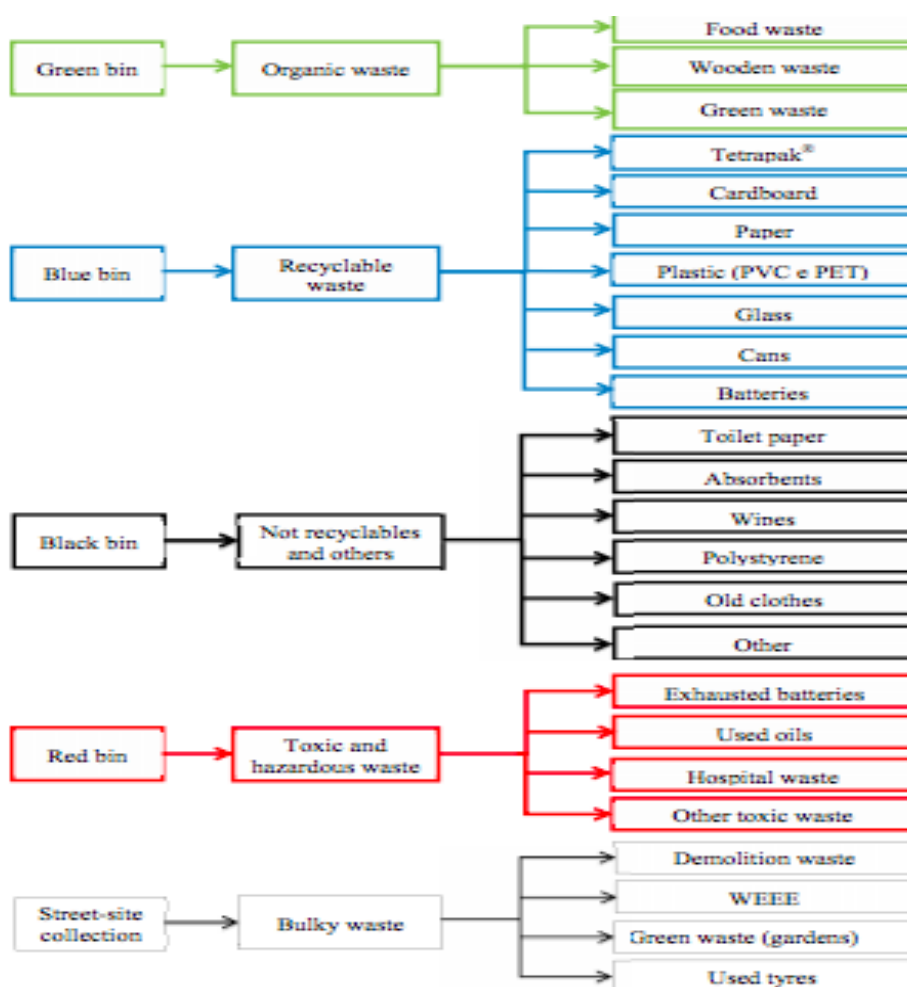 Green bin
Organic waste
Food waste
Wooden waste
Green waste
Blue bin
Recyclable
waste
Tetrapak®
Cardboard
Paper
Plastic (PVC e PET)
Glass
Cans
Batteries
Black bin
Not recyclables
and others
Toilet paper
Absorbents
Wipes
Polystyrene
Old clothes
Other
Red bin
Toxic and
hazardous waste
Exhausted batteries
Used oils
Hospital waste
Other toxic waste
Street-site
collection
Bulky waste
Demolition waste
WEEE
Green waste (gardens)
Used tyres